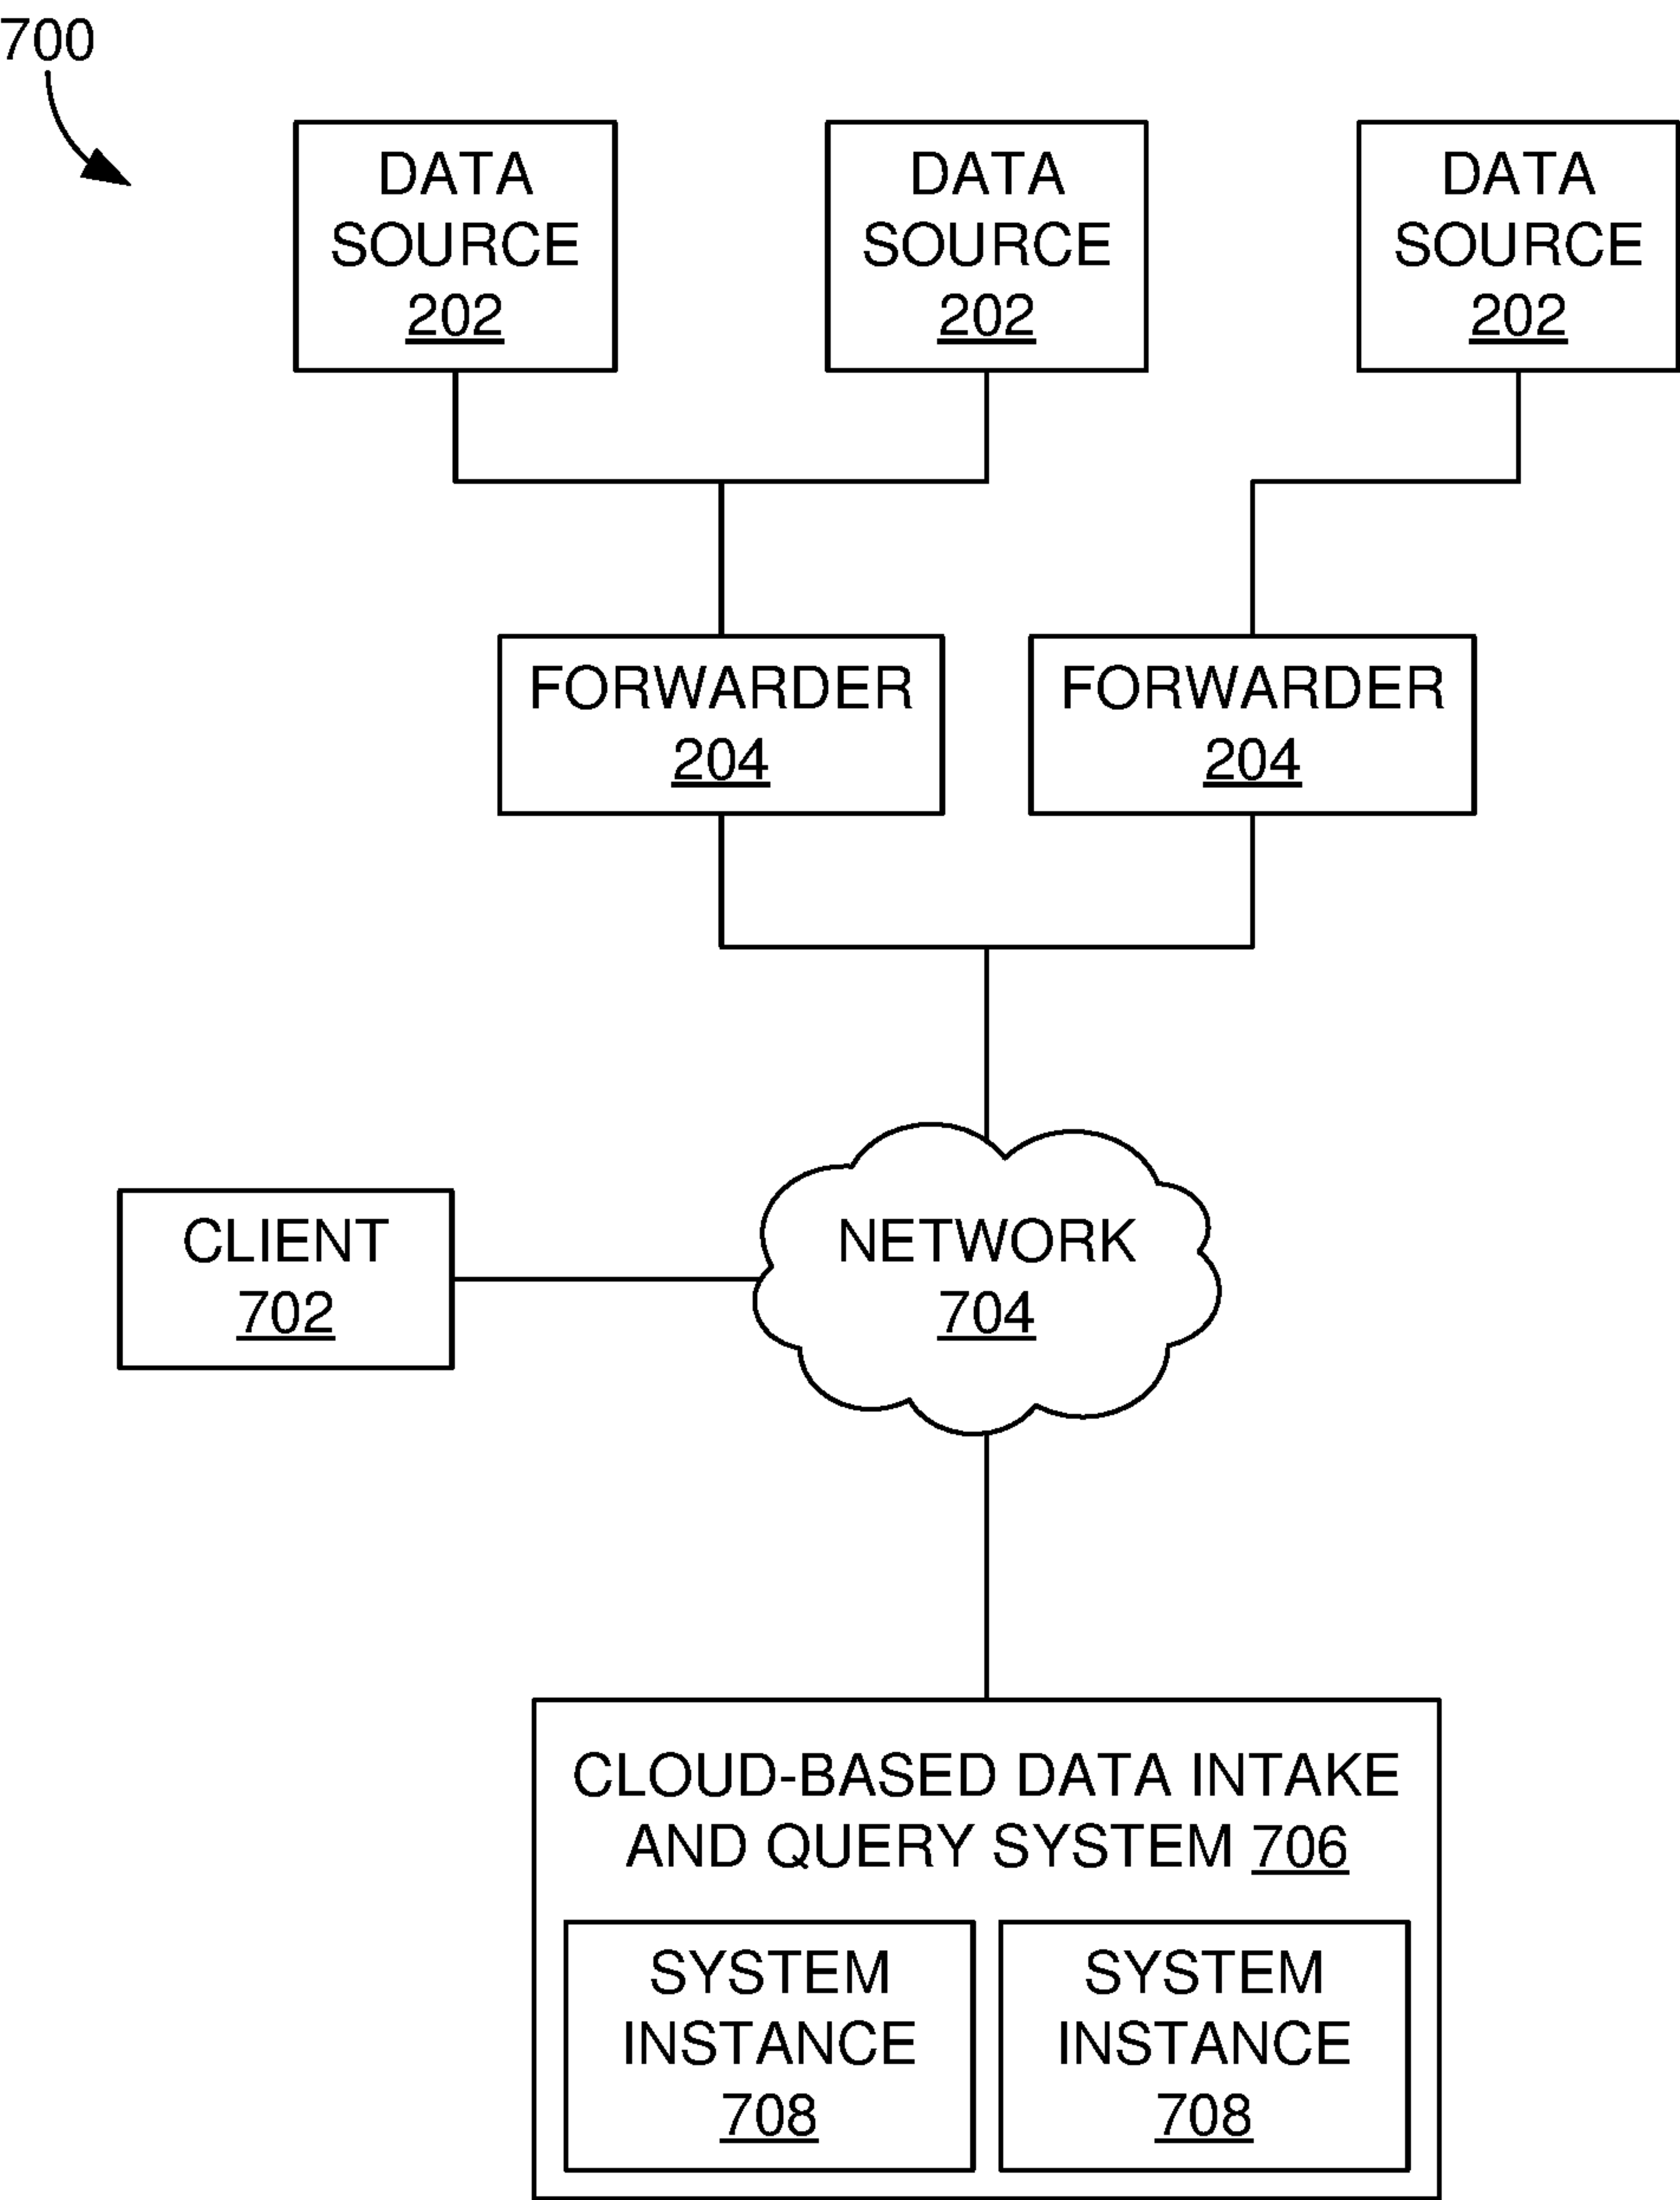 700
DATA
SOURCE
202
DATA
SOURCE
202
DATA
SOURCE
202
FORWARDER
204
FORWARDER
204
CLIENT
702
NETWORK
704
CLOUD-BASED DATA INTAKE
AND QUERY SYSTEM 706
SYSTEM
INSTANCE
708
SYSTEM
INSTANCE
708